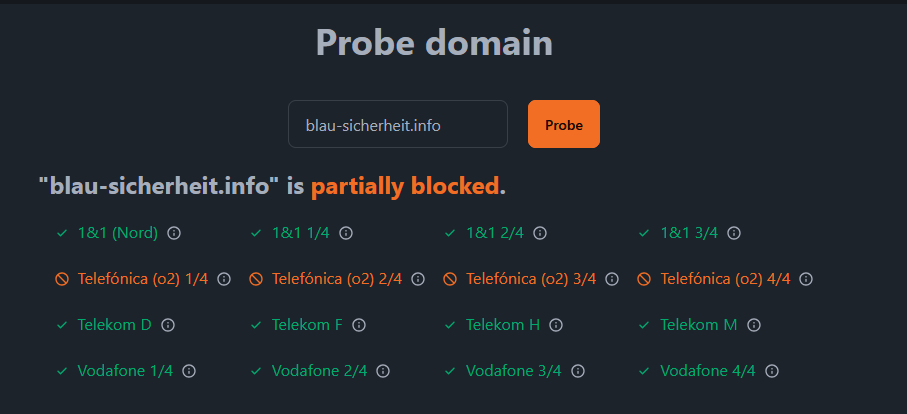 Probe domain
blau-sicherheit.info Probe
"blau-sicherheit.info" is partially blocked.
1&1 (Nord) 1&1 1/4 1&1 2/4 1&1 3/4
Telefónica (o2) 1/4 Telefónica (o2) 2/4 Telefónica (o2) 3/4 Telefónica (o2) 4/4
Telekom D Telekom F Telekom H Telekom M
Vodafone 1/4 Vodafone 2/4 Vodafone 3/4 Vodafone 4/4